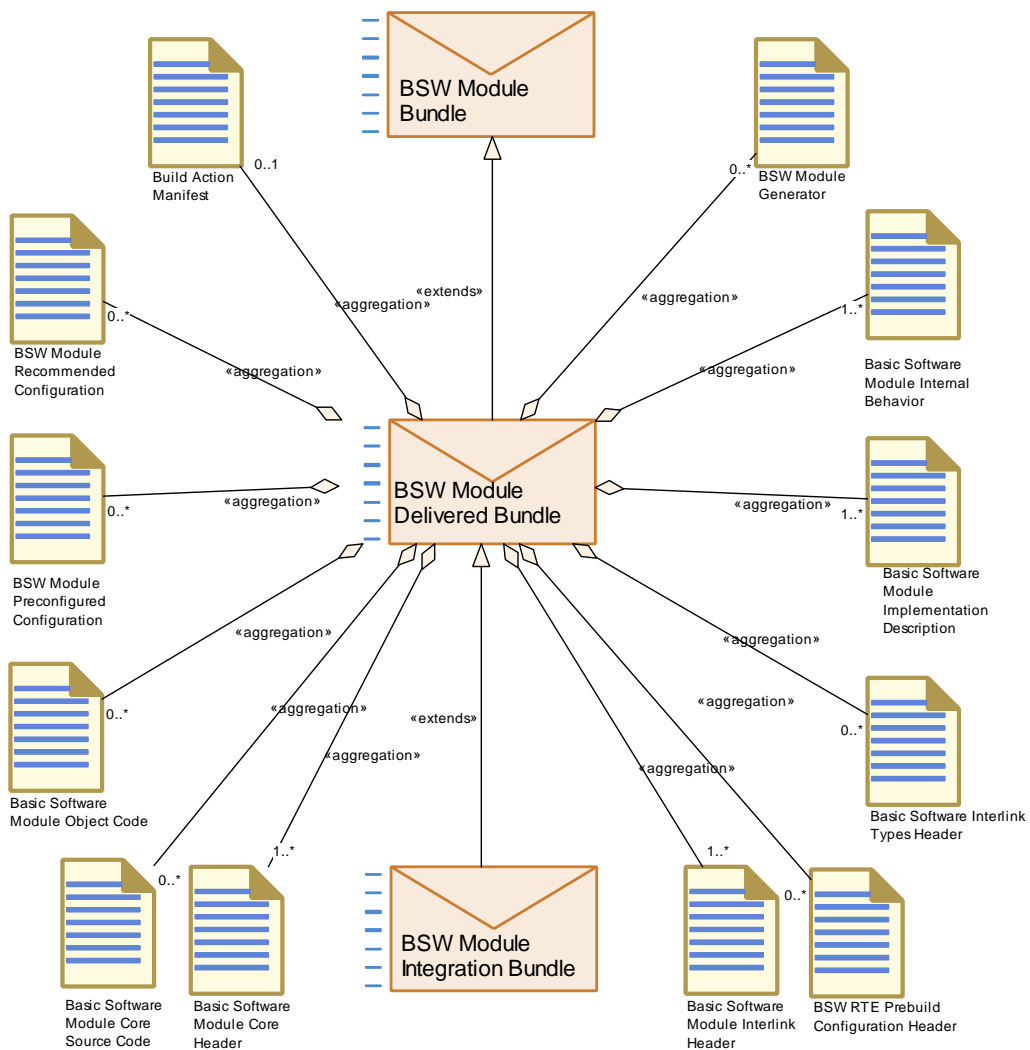 BSW Module
Bundle
0..1
Build Action
Manifest
0..*
BSW Module
Generator
«extends»
«aggregation»
«aggregation»
0..*
BSW Module
Recommended
Configuration
«aggregation»
1..*
Basic Software
Module Internal
Behavior
«aggregation»
BSW Module
Delivered Bundle
0..*
BSW Module
Preconfigured
Configuration
«aggregation»
«aggregation»
1..*
Basic Software
Module
Implementation
Description
«aggregation»
0..*
Basic Software
Module Object Code
«aggregation»
0..*
Basic Software Interlink
Types Header
«aggregation»
«aggregation»
«extends»
«aggregation»
«aggregation»
0..*
Basic Software
Module Core
Source Code
1..*
Basic Software
Module Core
Header
BSW Module
Integration Bundle
1..*
Basic Software
Module Interlink
Header
0..*
BSW RTE Prebuild
Configuration Header